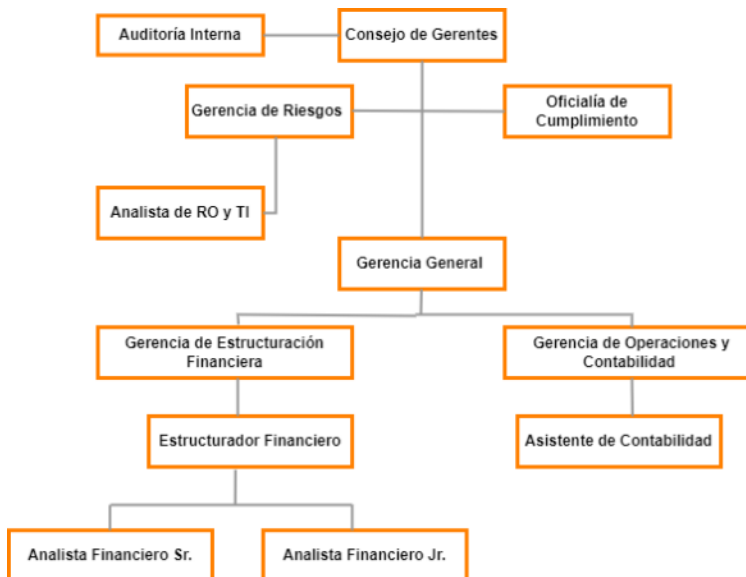 Auditoría Interna
Consejo de Gerentes
Gerencia de Riesgos
Oficialía de
Cumplimiento
Analista de RO y TI
Gerencia General
Gerencia de Estructuración
Financiera
Gerencia de Operaciones y
Contabilidad
Estructurador Financiero
Asistente de Contabilidad
Analista Financiero Sr.
Analista Financiero Jr.